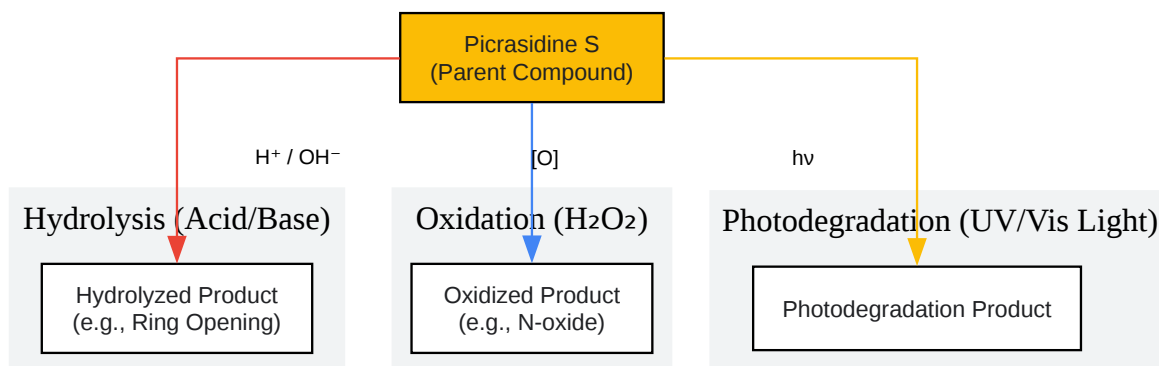 Picrasidine S
(Parent Compound)
H⁺ / OH⁻
[O]
hν
Hydrolysis (Acid/Base)
Oxidation (H₂O₂)
Photodegradation (UV/Vis Light)
Hydrolyzed Product
(e.g., Ring Opening)
Oxidized Product
(e.g., N-oxide)
Photodegradation Product